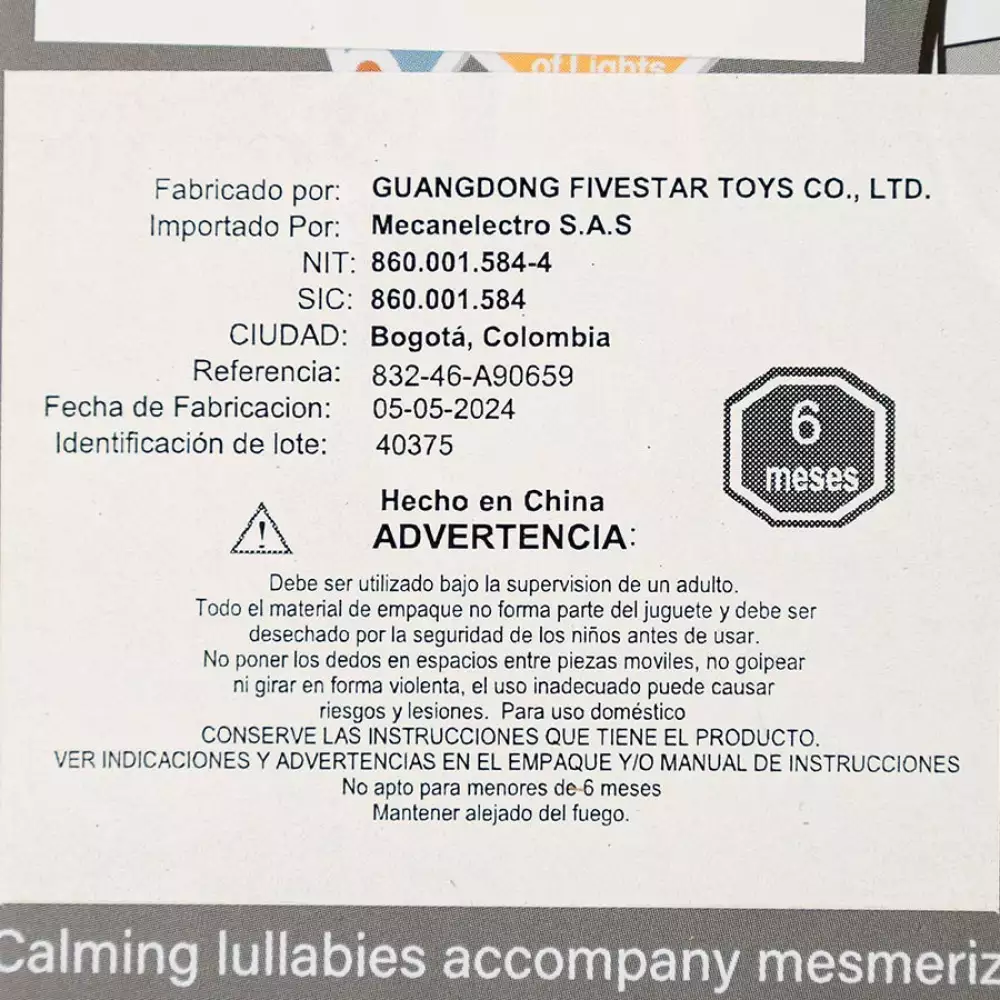 of Lights
Fabricado por: GUANGDONG FIVESTAR TOYS CO., LTD.
Importado Por: Mecanelectro S.A.S
NIT: 860.001.584-4
SIC: 860.001.584
CIUDAD: Bogotá, Colombia
Referencia: 832-46-A90659
Fecha de Fabricacion: 05-05-2024
Identificación de lote: 40375
6
meses
Hecho en China
ADVERTENCIA:
Debe ser utilizado bajo la supervision de un adulto.
Todo el material de empaque no forma parte del juguete y debe ser
desechado por la seguridad de los niños antes de usar.
No poner los dedos en espacios entre piezas moviles, no golpear
ni girar en forma violenta, el uso inadecuado puede causar
riesgos y lesiones. Para uso doméstico
CONSERVE LAS INSTRUCCIONES QUE TIENE EL PRODUCTO.
VER INDICACIONES Y ADVERTENCIAS EN EL EMPAQUE Y/O MANUAL DE INSTRUCCIONES
No apto para menores de 6 meses
Mantener alejado del fuego.
Calming lullabies accompany mesmeriz